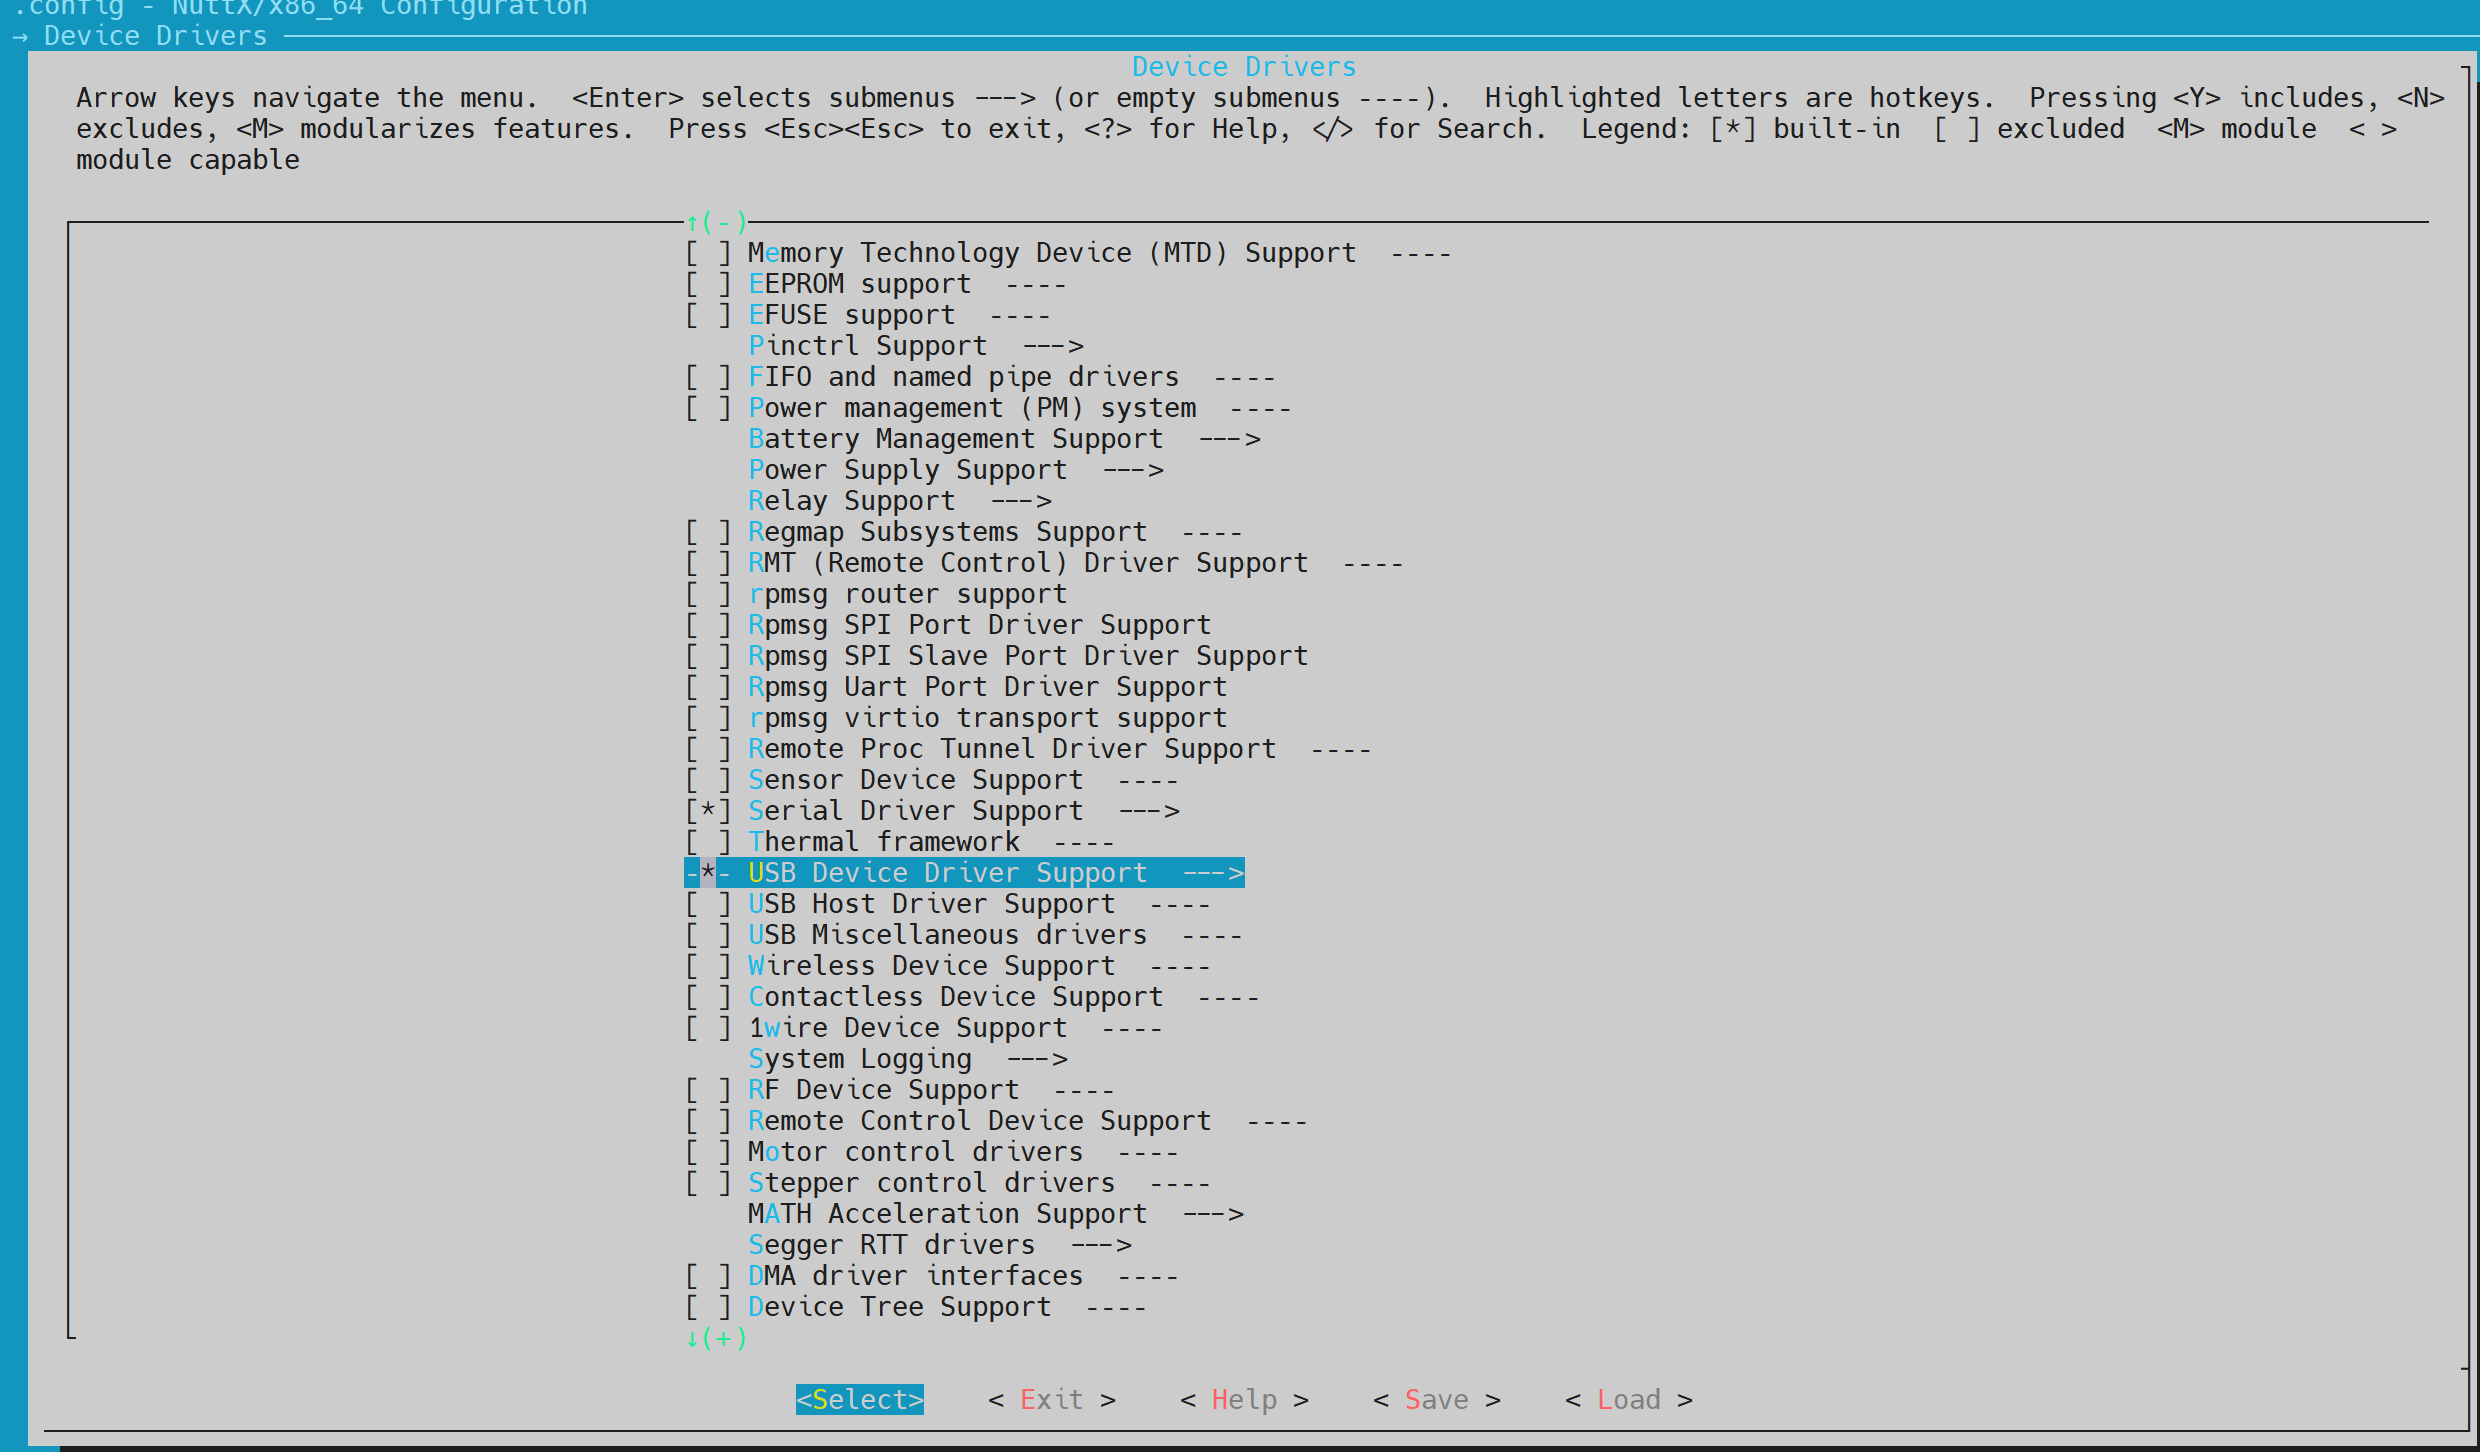 .config - NuttX/x86_64 Configuration
→ Device Drivers
Device Drivers
Arrow keys navigate the menu.  <Enter> selects submenus ---> (or empty submenus ----).  Highlighted letters are hotkeys.  Pressing <Y> includes, <N>
excludes, <M> modularizes features.  Press <Esc><Esc> to exit, <?> for Help, </> for Search.  Legend: [*] built-in  [ ] excluded  <M> module  < >
module capable
↑(-)
[ ] Memory Technology Device (MTD) Support  ----
[ ] EEPROM support  ----
[ ] EFUSE support  ----
Pinctrl Support  --->
[ ] FIFO and named pipe drivers  ----
[ ] Power management (PM) system  ----
Battery Management Support  --->
Power Supply Support  --->
Relay Support  --->
[ ] Regmap Subsystems Support  ----
[ ] RMT (Remote Control) Driver Support  ----
[ ] rpmsg router support
[ ] Rpmsg SPI Port Driver Support
[ ] Rpmsg SPI Slave Port Driver Support
[ ] Rpmsg Uart Port Driver Support
[ ] rpmsg virtio transport support
[ ] Remote Proc Tunnel Driver Support  ----
[ ] Sensor Device Support  ----
[*] Serial Driver Support  --->
[ ] Thermal framework  ----
-*- USB Device Driver Support  --->
[ ] USB Host Driver Support  ----
[ ] USB Miscellaneous drivers  ----
[ ] Wireless Device Support  ----
[ ] Contactless Device Support  ----
[ ] 1wire Device Support  ----
System Logging  --->
[ ] RF Device Support  ----
[ ] Remote Control Device Support  ----
[ ] Motor control drivers  ----
[ ] Stepper control drivers  ----
MATH Acceleration Support  --->
Segger RTT drivers  --->
[ ] DMA driver interfaces  ----
[ ] Device Tree Support  ----
↓(+)
<Select>    < Exit >    < Help >    < Save >    < Load >